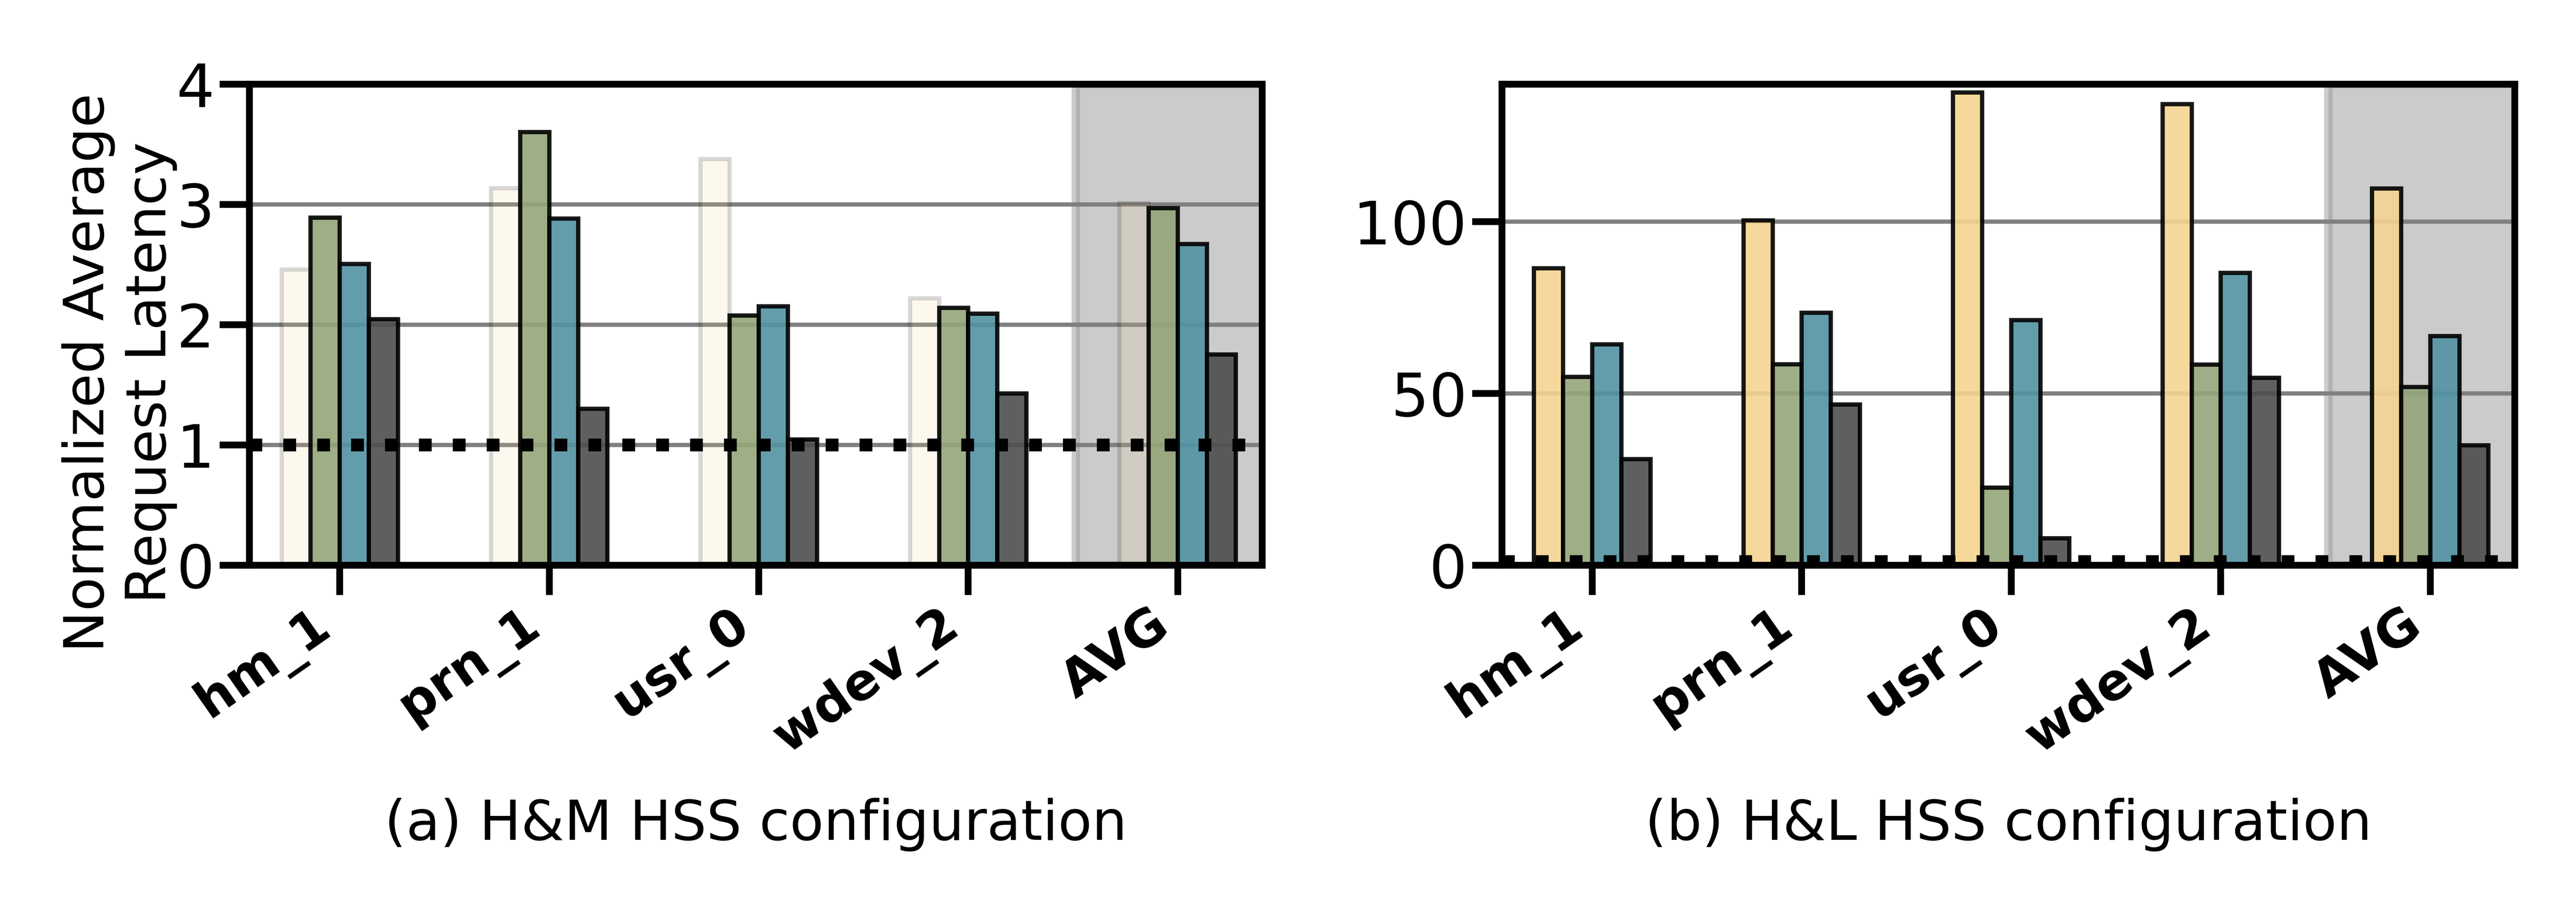 Normalized Average
Request Latency
4
3
2
1
0
hm_1
prn_1
usr_0
wdev_2
AVG
(a) H&M HSS configuration
100
50
0
hm_1
prn_1
usr_0
wdev_2
AVG
(b) H&L HSS configuration